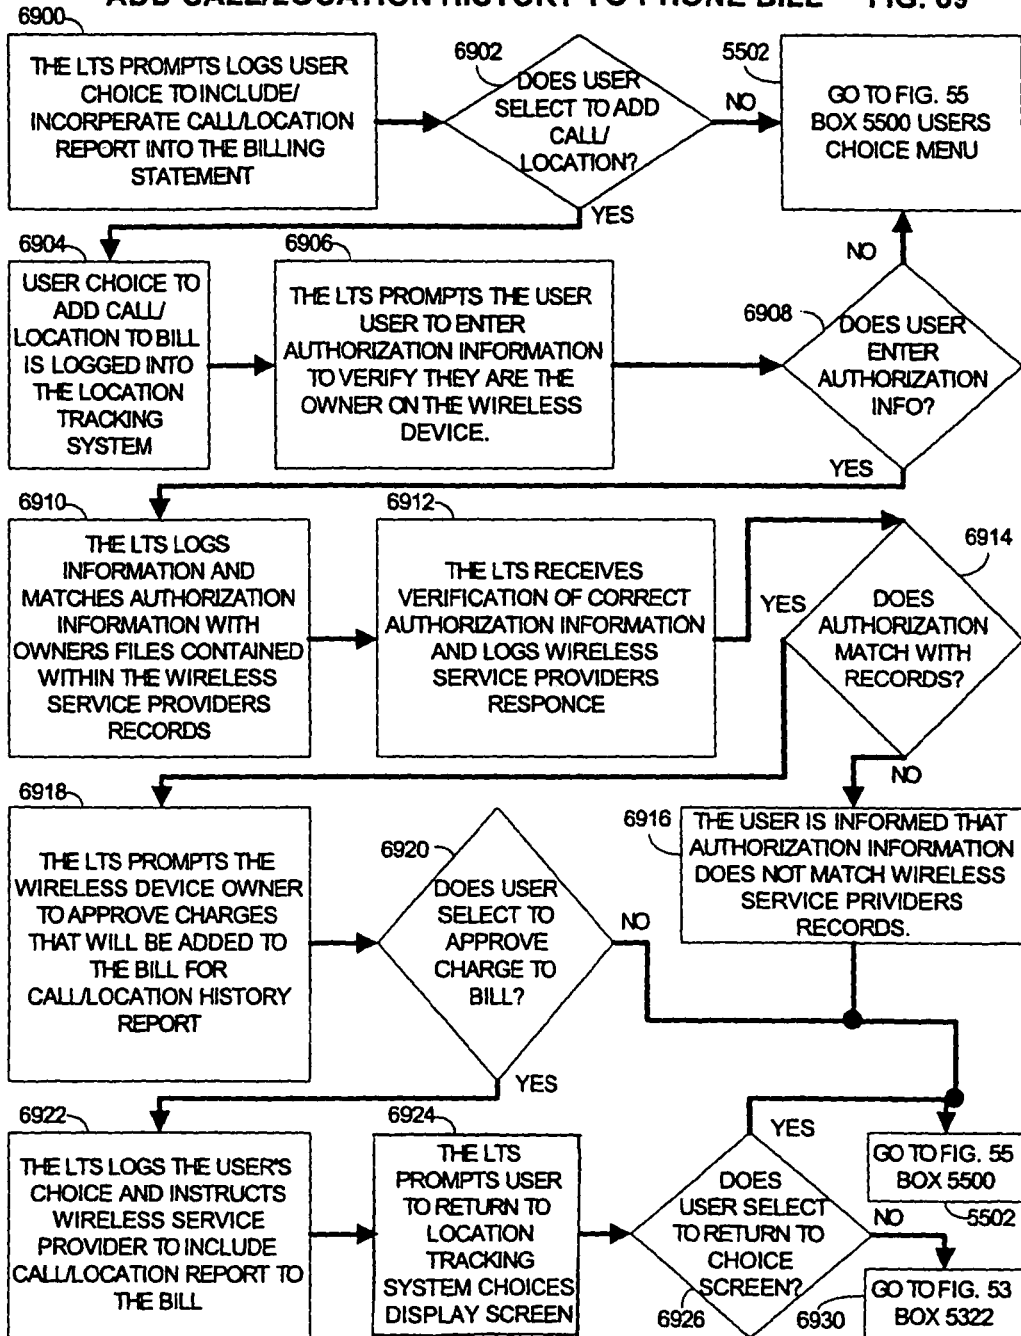 ADD CALL/LOCATION HISTORY TO PHONE BILL FIG. 69
6900
THE LTS PROMPTS LOGS USER
CHOICE TO INCLUDE/
INCORPERATE CALL/LOCATION
REPORT INTO THE BILLING
STATEMENT
6902
DOES USER
SELECT TO ADD
CALL/
LOCATION?
NO
YES
5502
GO TO FIG. 55
BOX 5500 USERS
CHOICE MENU
6904
USER CHOICE TO
ADD CALL/
LOCATION TO BILL
IS LOGGED INTO
THE LOCATION
TRACKING
SYSTEM
6906
THE LTS PROMPTS THE USER
USER TO ENTER
AUTHORIZATION INFORMATION
TO VERIFY THEY ARE THE
OWNER ON THE WIRELESS
DEVICE.
NO
6908
DOES USER
ENTER
AUTHORIZATION
INFO?
YES
6910
THE LTS LOGS
INFORMATION AND
MATCHES AUTHORIZATION
INFORMATION WITH
OWNERS FILES CONTAINED
WITHIN THE WIRELESS
SERVICE PROVIDERS
RECORDS
6912
THE LTS RECEIVES
VERIFICATION OF CORRECT
AUTHORIZATION INFORMATION
AND LOGS WIRELESS
SERVICE PROVIDERS
RESPONCE
6914
YES
DOES
AUTHORIZATION
MATCH WITH
RECORDS?
NO
6916
THE USER IS INFORMED THAT
AUTHORIZATION INFORMATION
DOES NOT MATCH WIRELESS
SERVICE PRIVIDERS
RECORDS.
6918
THE LTS PROMPTS THE
WIRELESS DEVICE OWNER
TO APPROVE CHARGES
THAT WILL BE ADDED TO
THE BILL FOR
CALL/LOCATION HISTORY
REPORT
6920
DOES USER
SELECT TO
APPROVE
CHARGE TO
BILL?
NO
YES
6922
THE LTS LOGS THE USER'S
CHOICE AND INSTRUCTS
WIRELESS SERVICE
PROVIDER TO INCLUDE
CALL/LOCATION REPORT TO
THE BILL
6924
THE LTS
PROMPTS USER
TO RETURN TO
LOCATION
TRACKING
SYSTEM CHOICES
DISPLAY SCREEN
YES
DOES
USER SELECT
TO RETURN TO
CHOICE
SCREEN?
6926
NO
GO TO FIG. 55
BOX 5500
5502
6930
GO TO FIG. 53
BOX 5322